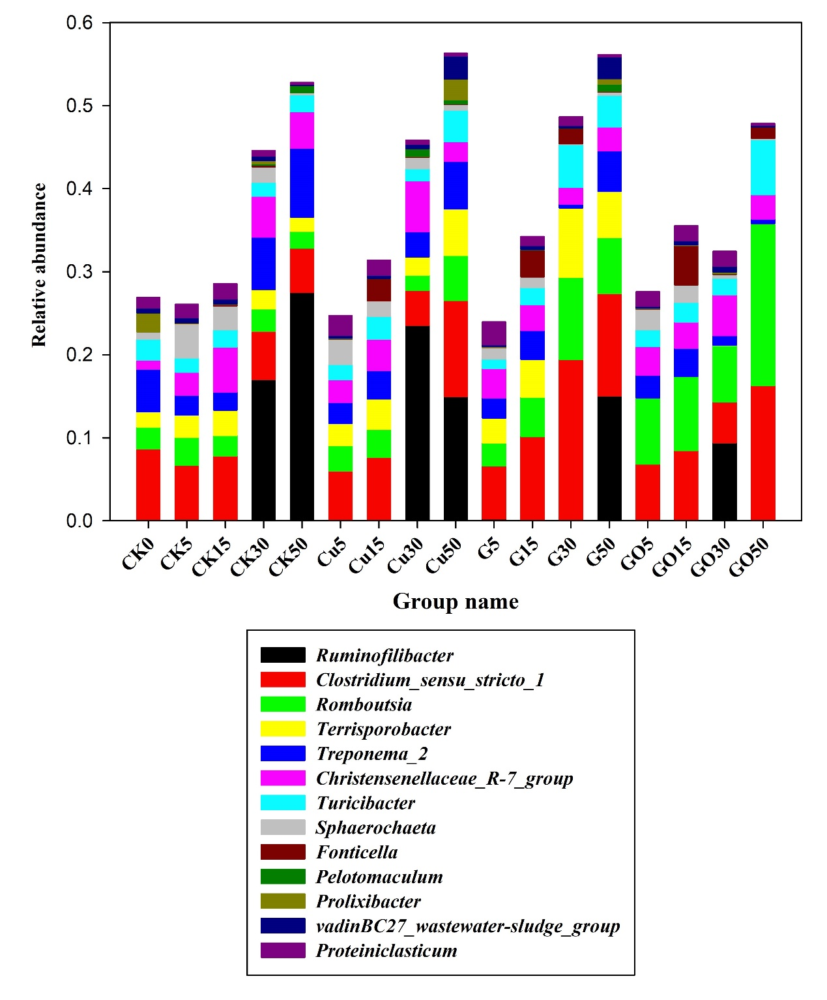 0.6
0.5
0.4
0.3
0.2
0.1
0.0
Relative abundance
CK0
CK5
CK15
CK30
CK50
Cu5
Cu15
Cu30
Cu50
G5
G15
G30
G50
GO5
GO15
GO30
GO50
Group name
Ruminofilibacter
Clostridium_sensu_stricto_1
Romboutsia
Terrisporobacter
Treponema_2
Christensenellaceae_R-7_group
Turicibacter
Sphaerochaeta
Fonticella
Pelotomaculum
Prolixibacter
vadinBC27_wastewater-sludge_group
Proteiniclasticum